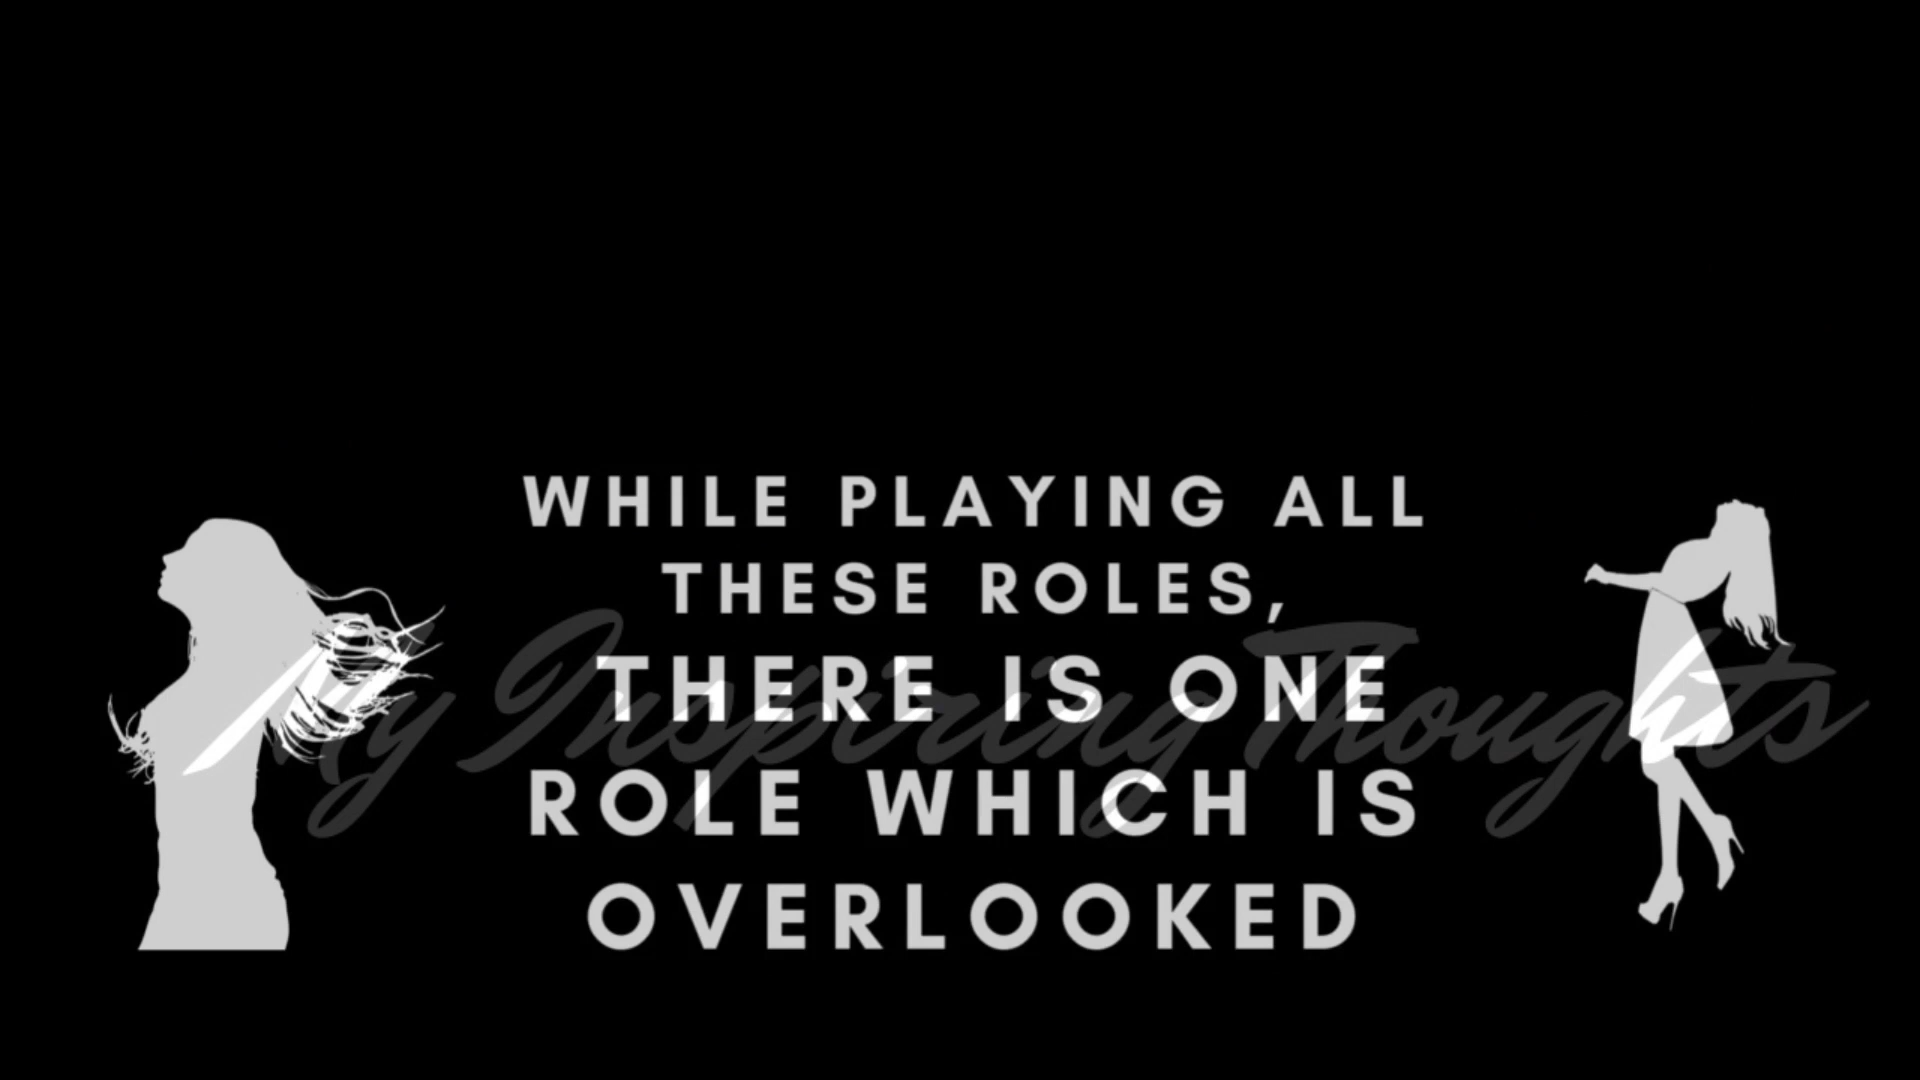 WHILE PLAYING ALL
THESE ROLES,
THERE IS ONE
ROLE WHICH IS
OVERLOOKED
My Inspiring Thoughts